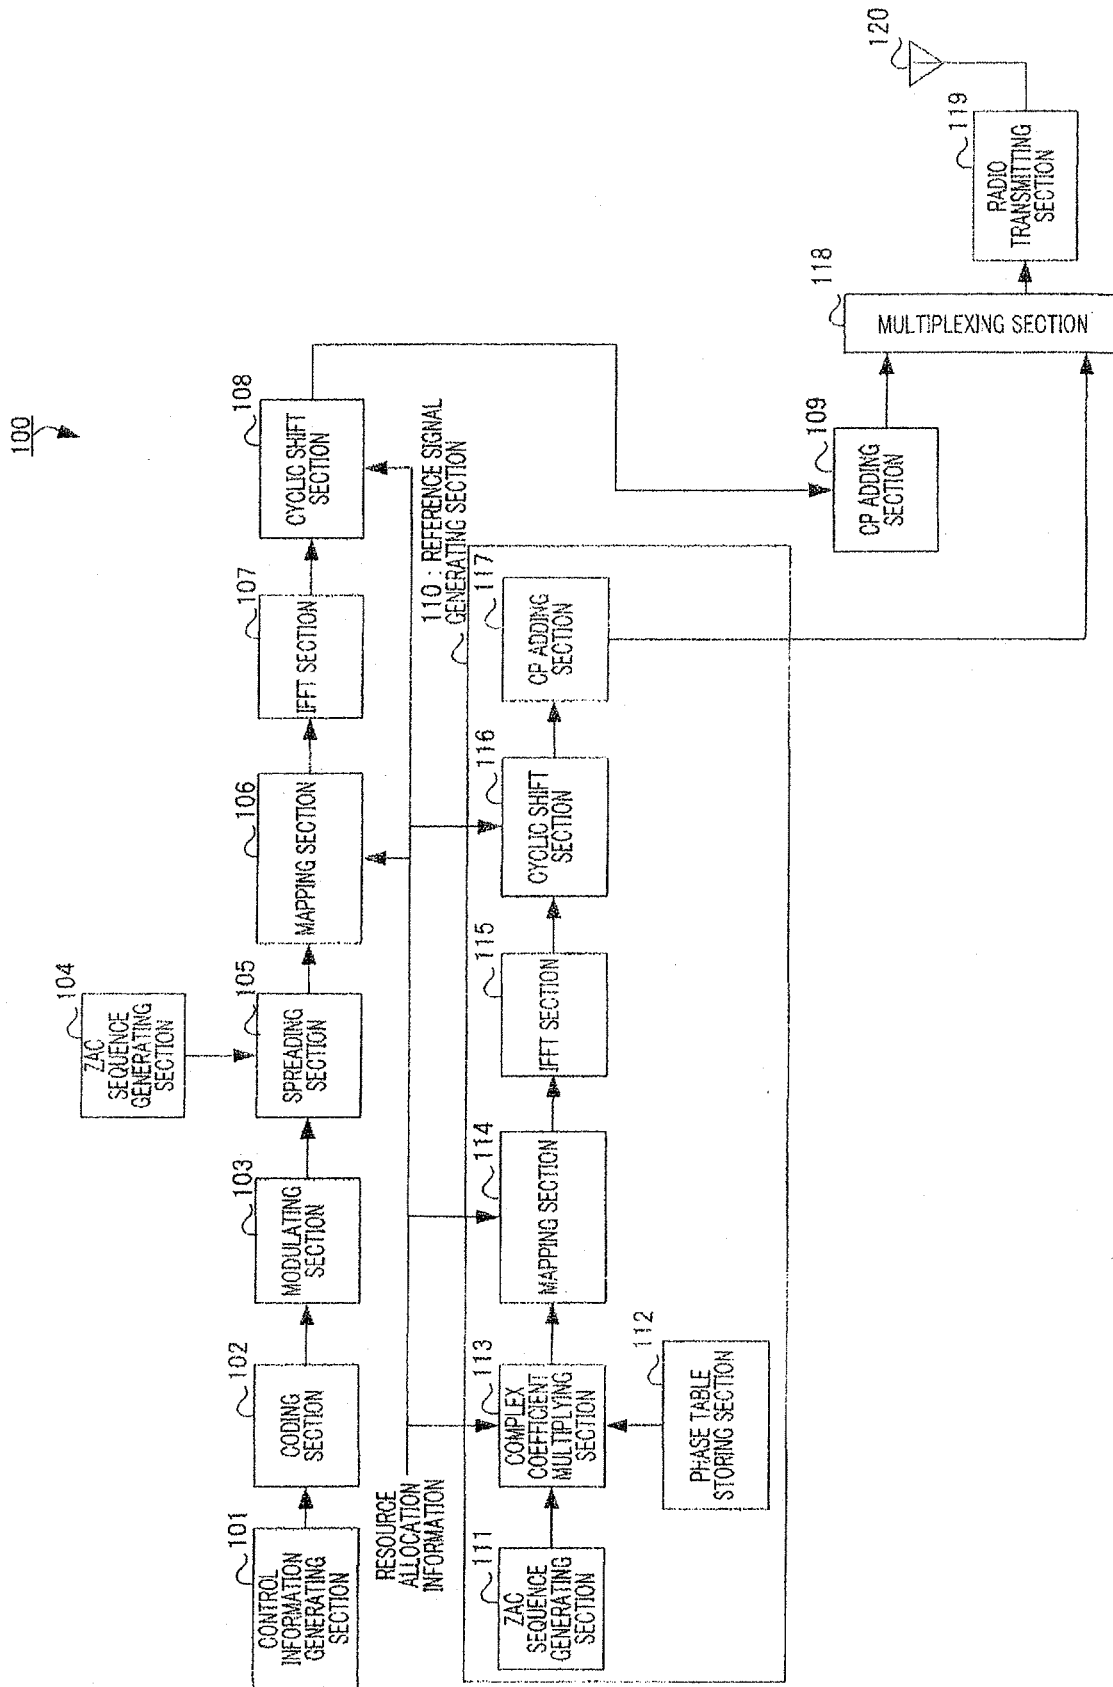 100
101
CONTROL
INFORMATION
GENERATING
SECTION
102
CODING
SECTION
103
MODULATING
SECTION
104
ZAC
SEQUENCE
GENERATING
SECTION
105
SPREADING
SECTION
106
MAPPING SECTION
107
IFFT SECTION
108
CYCLIC SHIFT
SECTION
RESOURCE
ALLOCATION
INFORMATION
110 : REFERENCE SIGNAL
GENERATING SECTION
111
ZAC
SEQUENCE
GENERATING
SECTION
112
PHASE TABLE
STORING SECTION
113
COMPLEX
COEFFICIENT
MULTIPLYING
SECTION
114
MAPPING SECTION
115
IFFT SECTION
116
CYCLIC SHIFT
SECTION
117
CP ADDING
SECTION
109
CP ADDING
SECTION
118
MULTIPLEXING SECTION
119
RADIO
TRANSMITTING
SECTION
120